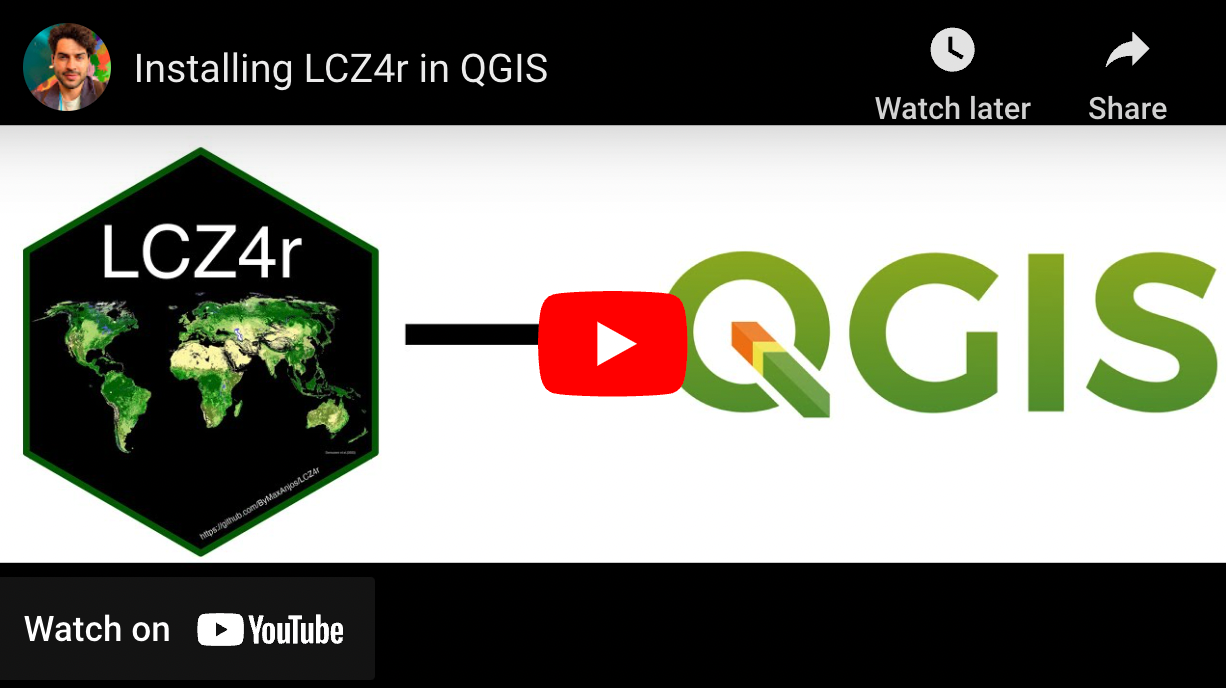 Installing LCZ4r in QGIS
Watch later
Share
LCZ4r
QGIS
https://github.com/ByMaxAnjos/LCZ4r
Watch on YouTube